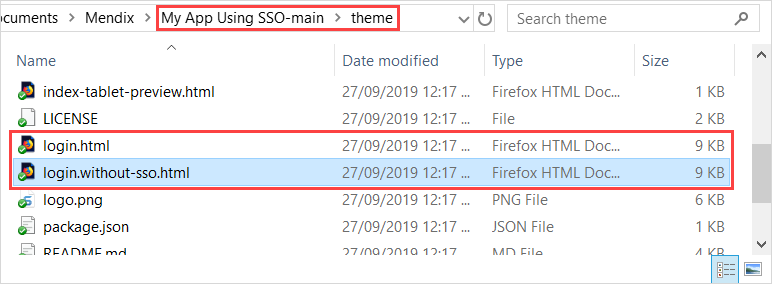 ocuments > Mendix > My App Using SSO-main > theme Search theme
Name Date modified Type Size
index-tablet-preview.html 27/09/2019 12:17 ... Firefox HTML Doc... 1 KB
LICENSE 27/09/2019 12:17 ... File 2 KB
login.html 27/09/2019 12:17 ... Firefox HTML Doc... 9 KB
login.without-sso.html 27/09/2019 12:17 ... Firefox HTML Doc... 9 KB
logo.png 27/09/2019 12:17 ... PNG File 6 KB
package.json 27/09/2019 12:17 ... JSON File 1 KB
README.md 27/09/2019 12:17 ... MD File 4 KB